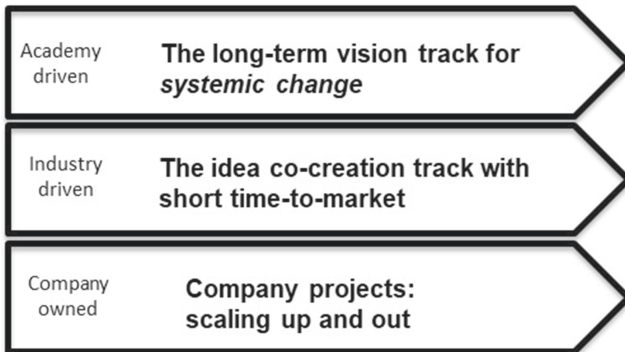 Academy
driven
The long-term vision track for
systemic change
Industry
driven
The idea co-creation track with
short time-to-market
Company
owned
Company projects:
scaling up and out